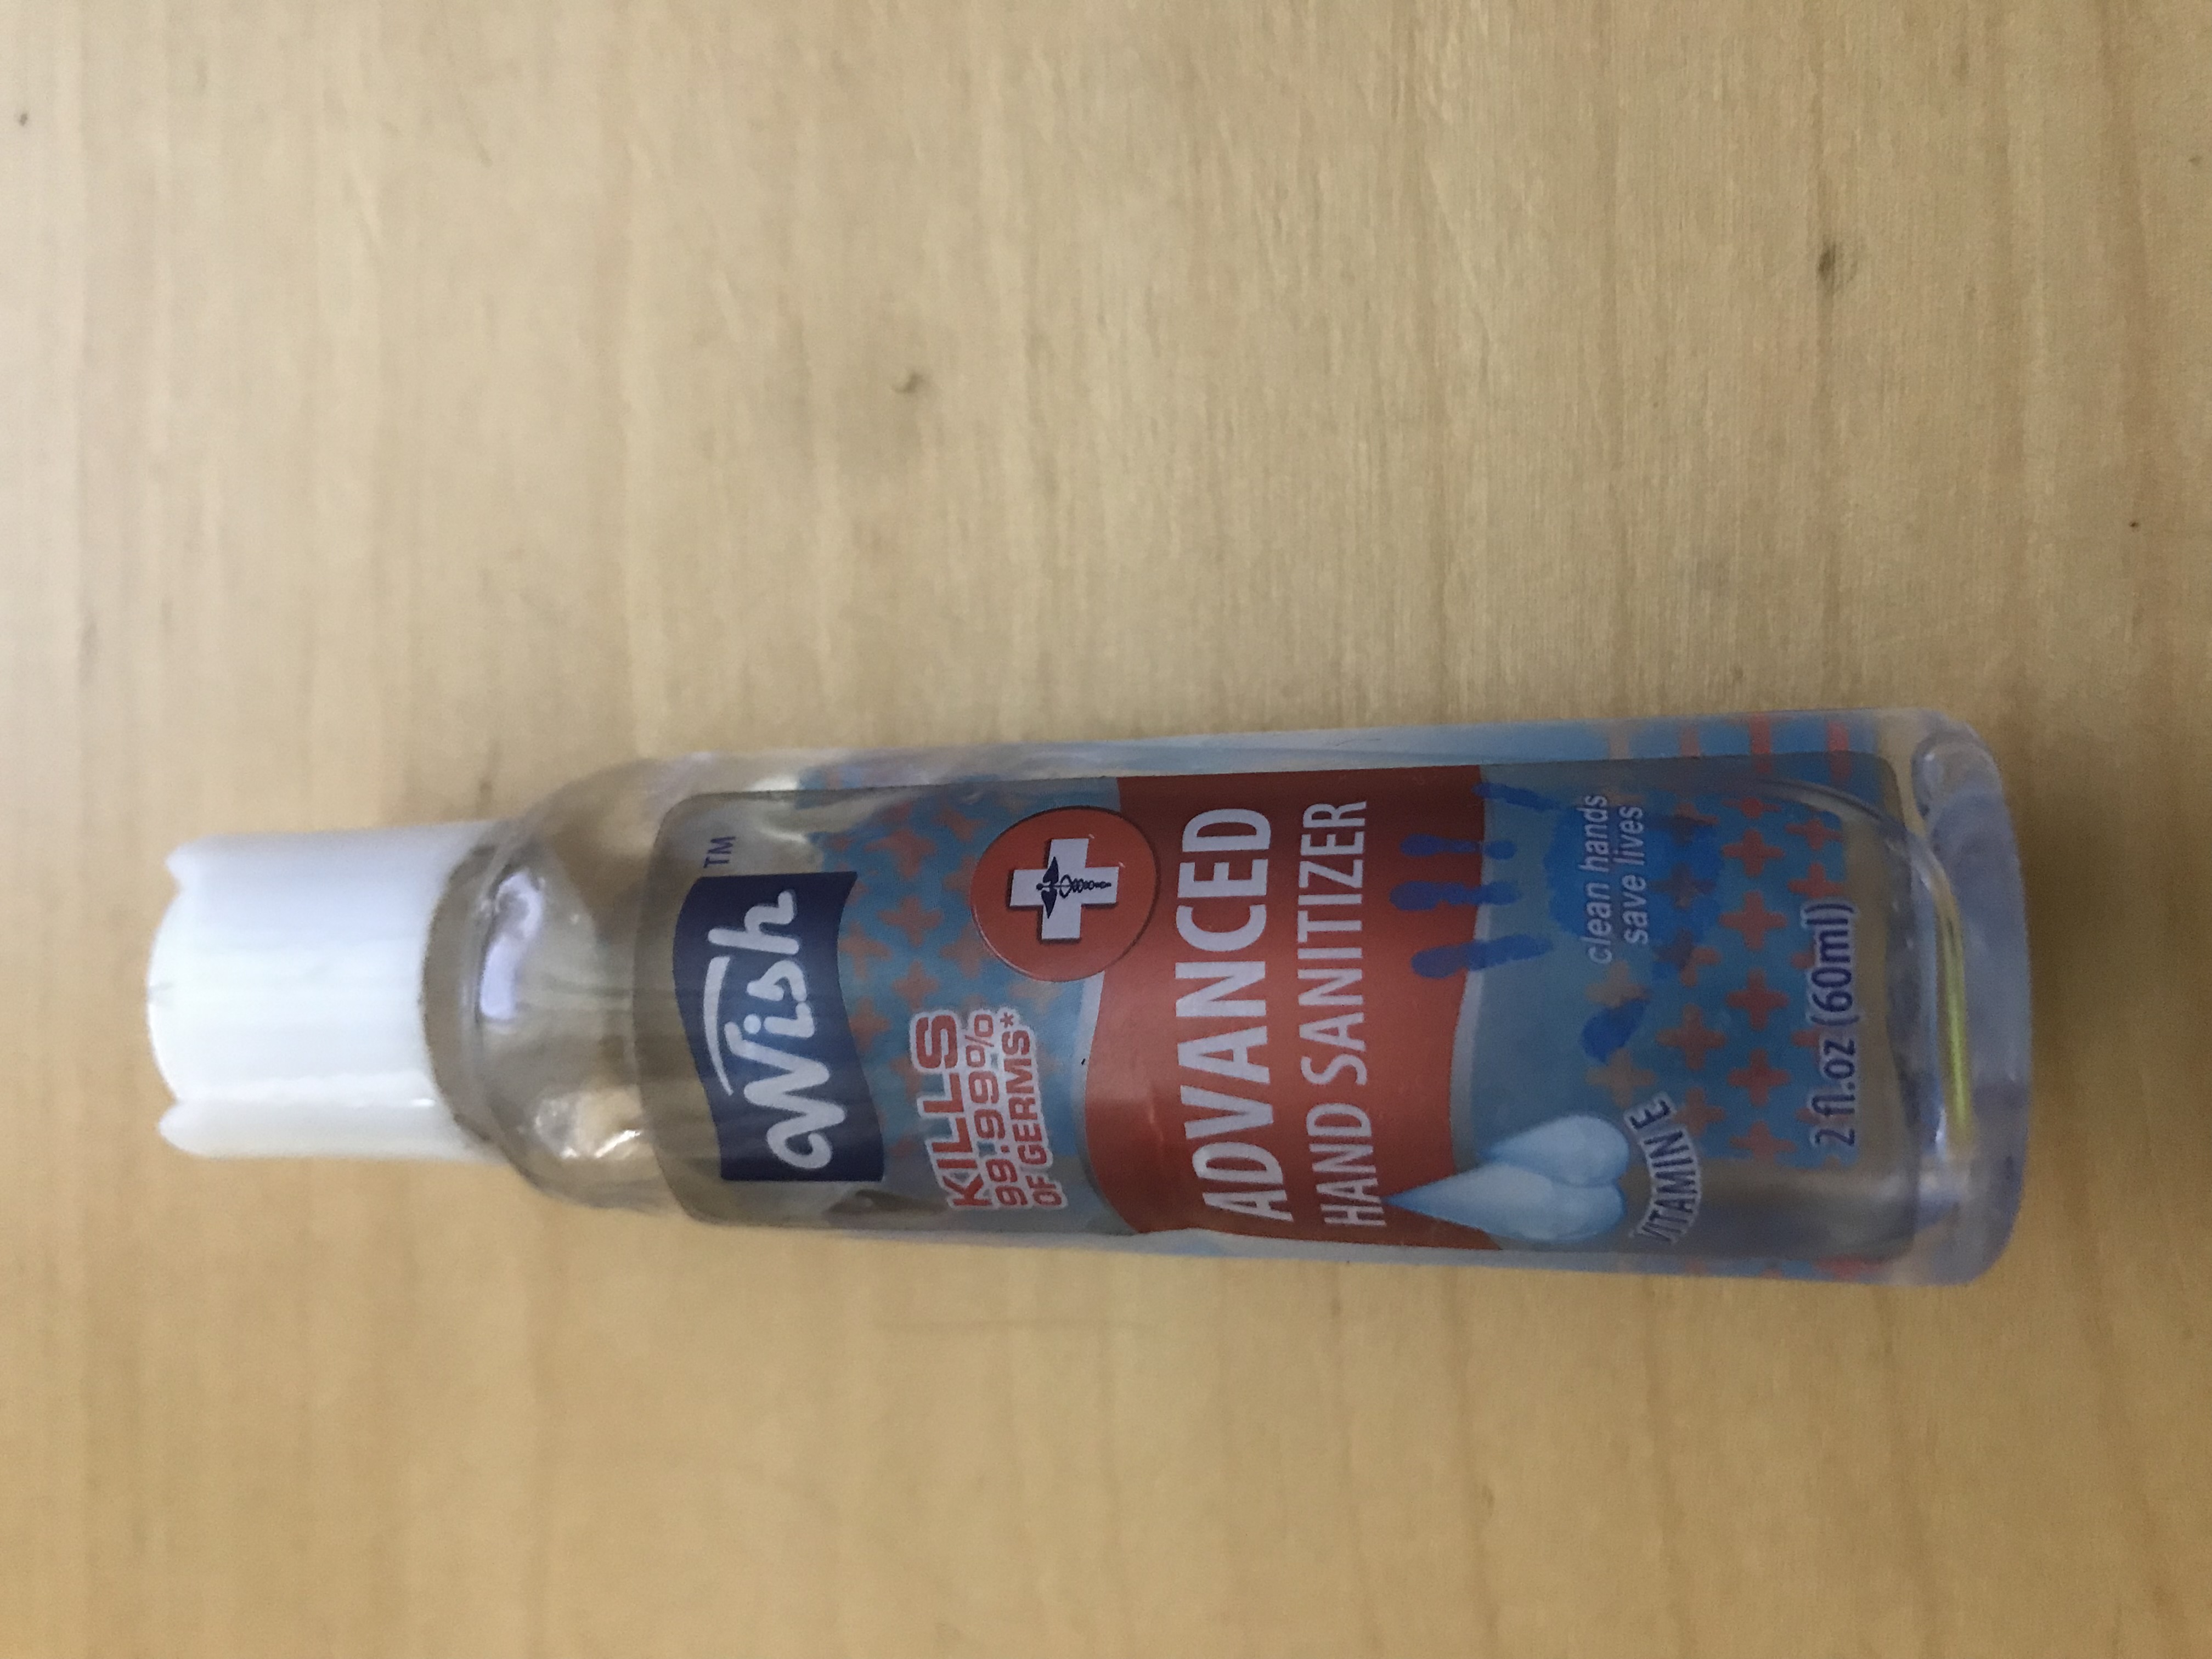 Wish TM
KILLS
99.99%
OF GERMS*
ADVANCED
HAND SANITIZER
VITAMIN E
clean hands
save lives
2 fl.oz (60ml)